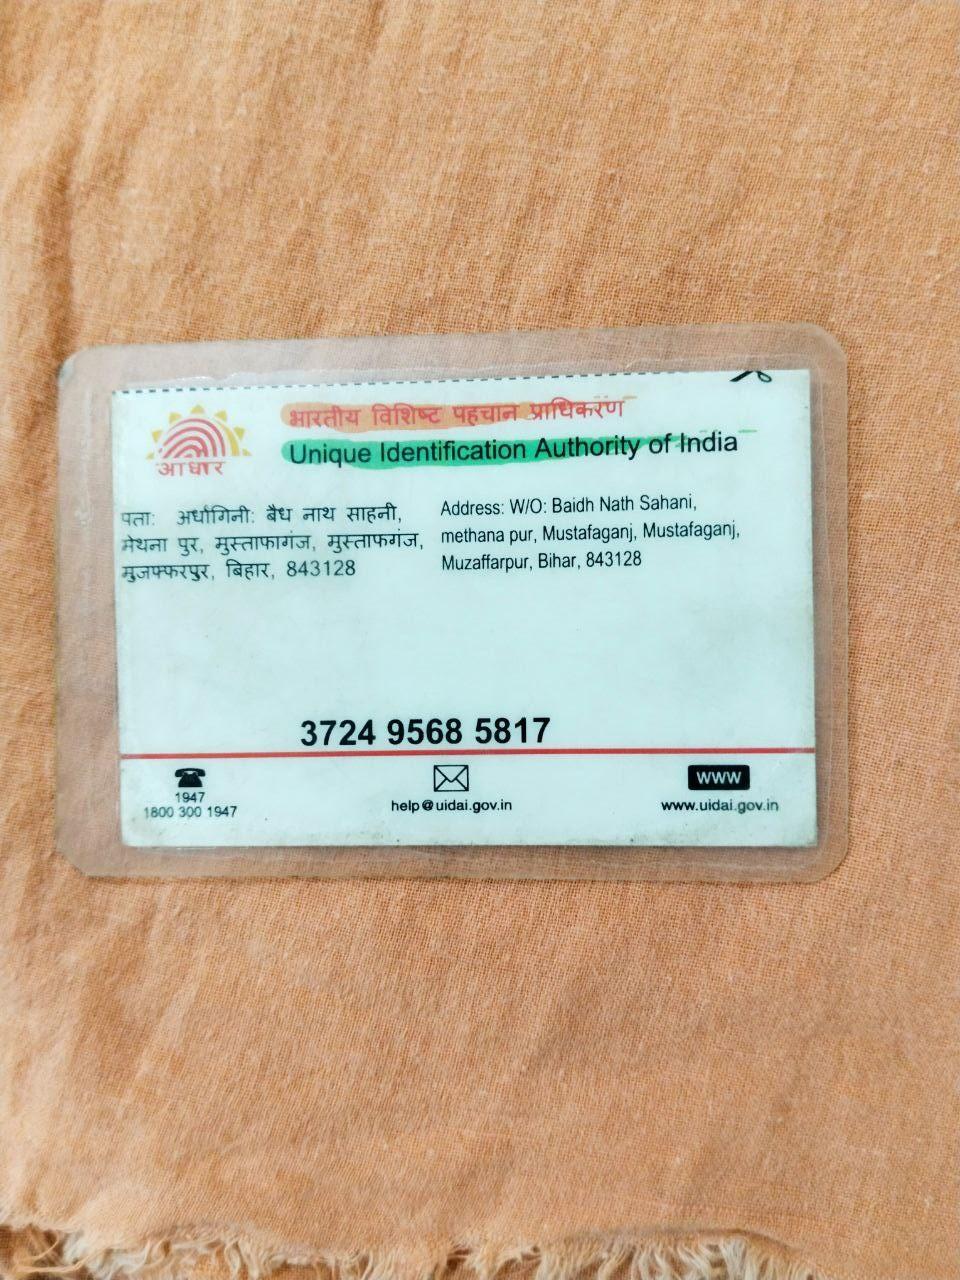 भारतीय विशिष्ट पहचान प्राधिकरण
Unique Identification Authority of India
आधार
पता: अर्धांगिनी: बैध नाथ साहनी,
मेथना पुर, मुस्ताफागंज, मुस्ताफगंज,
मुजफ्फरपुर, बिहार, 843128
Address: W/O: Baidh Nath Sahani,
methana pur, Mustafaganj, Mustafaganj,
Muzaffarpur, Bihar, 843128
3724 9568 5817
1947
1800 300 1947
help@uidai.gov.in
www
www.uidai.gov.in